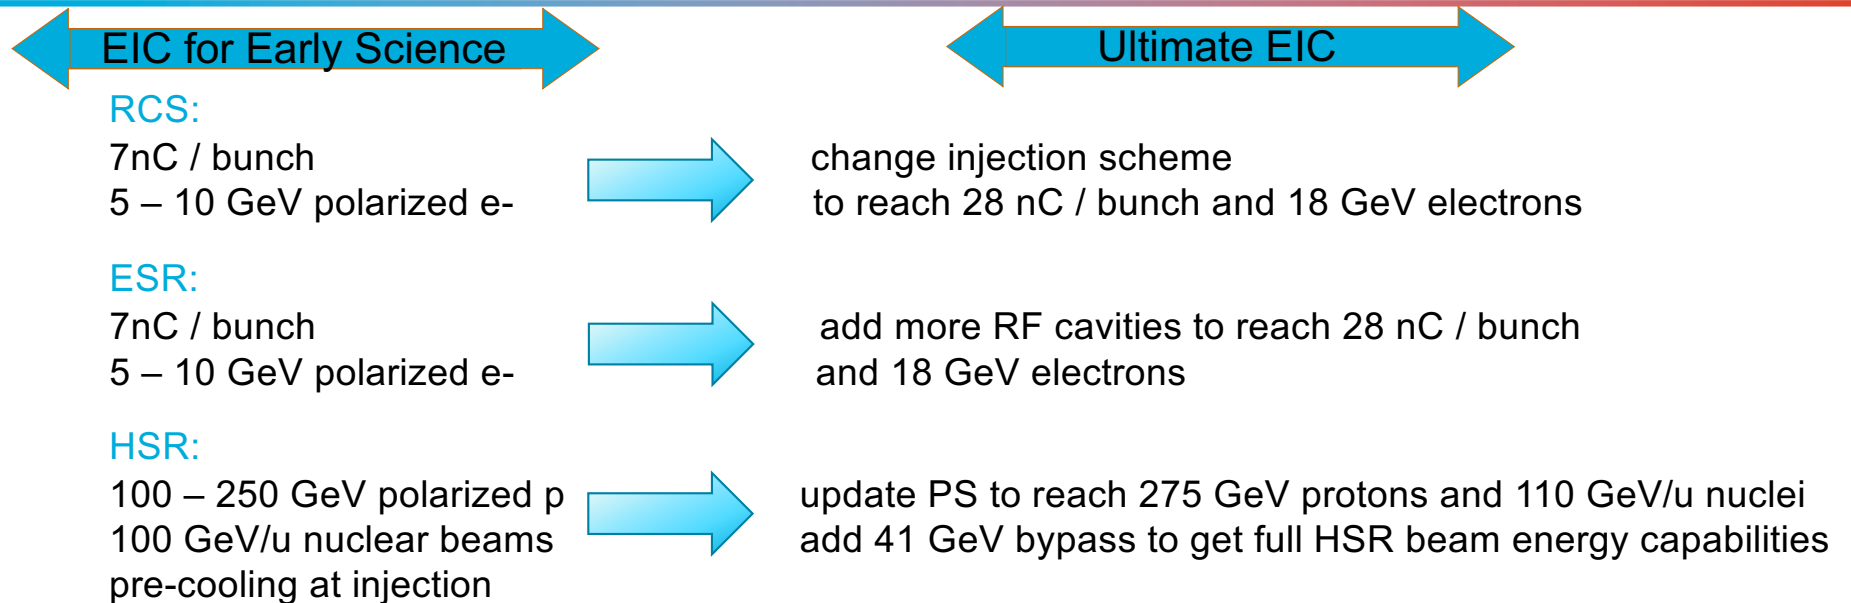 EIC for Early Science
Ultimate EIC
RCS:
7nC / bunch
change injection scheme
5 – 10 GeV polarized e-
to reach 28 nC / bunch and 18 GeV electrons
ESR:
7nC / bunch
add more RF cavities to reach 28 nC / bunch
5 – 10 GeV polarized e-
and 18 GeV electrons
HSR:
100 – 250 GeV polarized p
update PS to reach 275 GeV protons and 110 GeV/u nuclei
100 GeV/u nuclear beams
add 41 GeV bypass to get full HSR beam energy capabilities
pre-cooling at injection